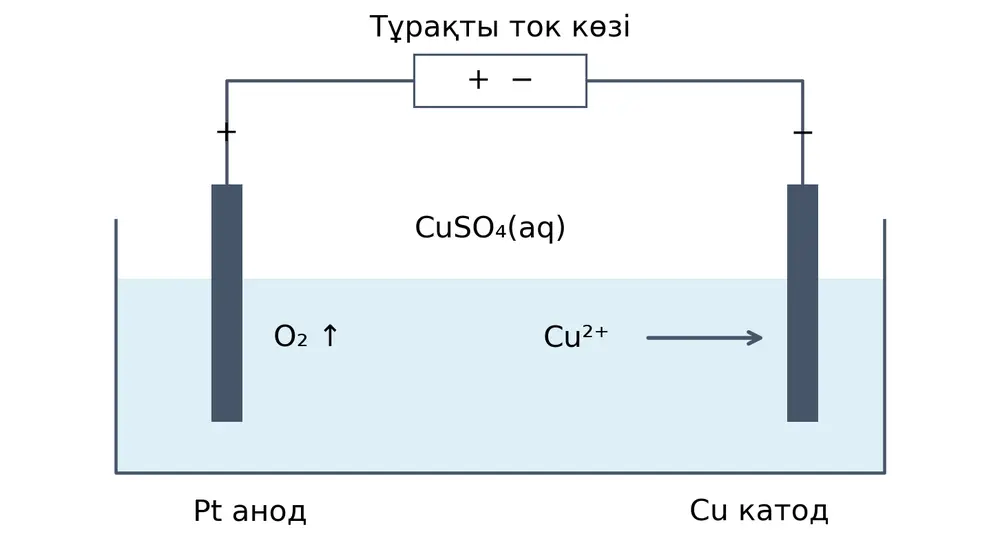 Тұрақты ток көзі
+ −
+
−
CuSO₄(aq)
O₂ ↑
Cu²⁺
Pt анод
Cu катод